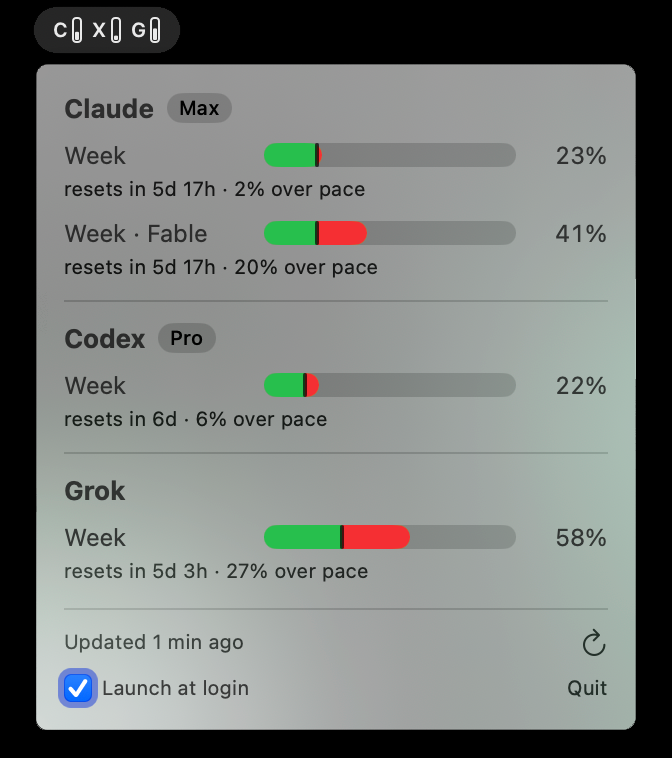 C X G
Claude Max
Week 23%
resets in 5d 17h · 2% over pace
Week · Fable 41%
resets in 5d 17h · 20% over pace
Codex Pro
Week 22%
resets in 6d · 6% over pace
Grok
Week 58%
resets in 5d 3h · 27% over pace
Updated 1 min ago
Launch at login Quit